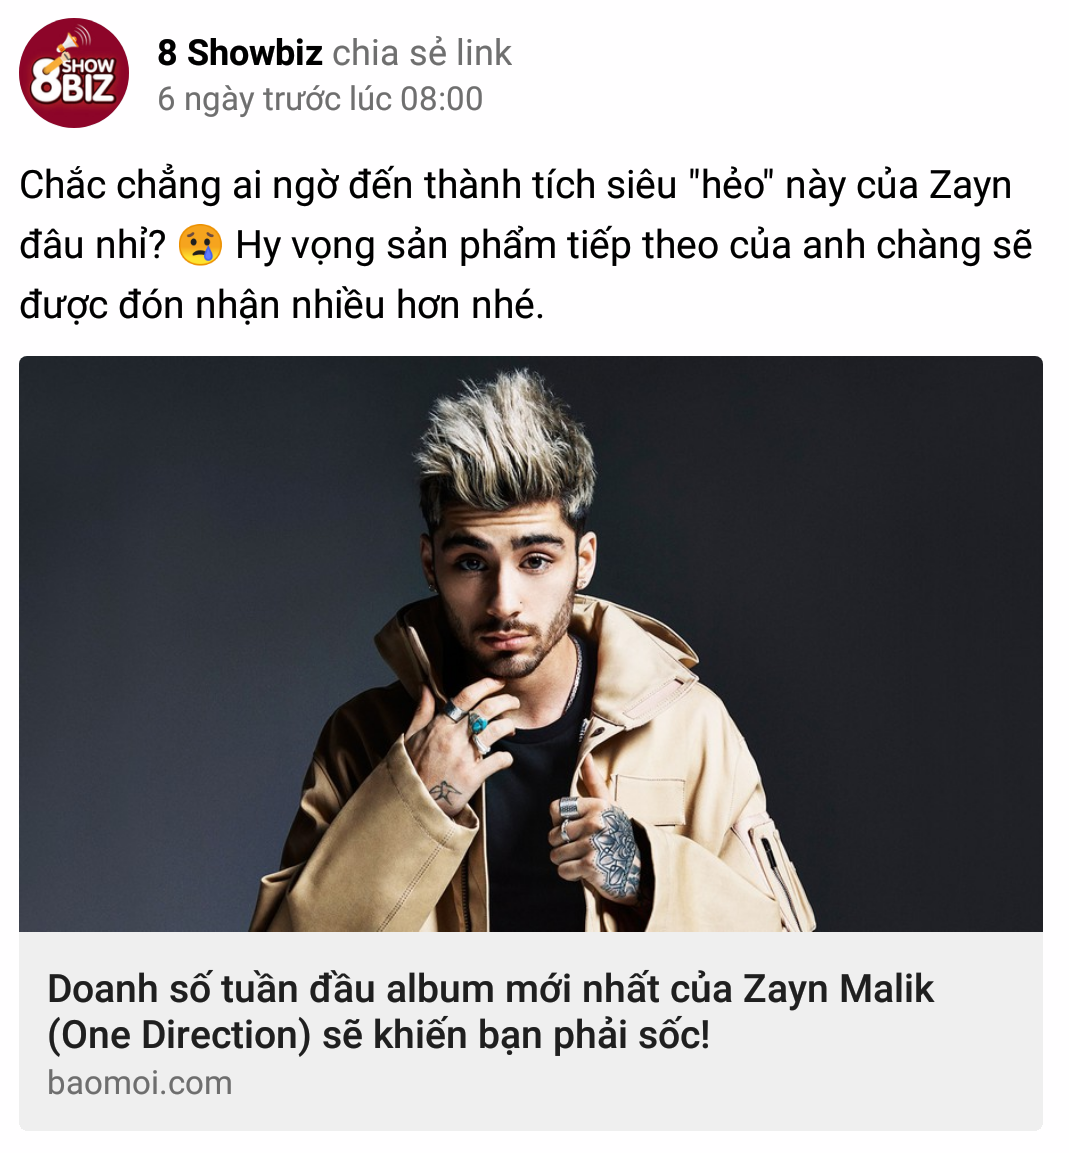 8 SHOW BIZ
8 Showbiz chia sẻ link
6 ngày trước lúc 08:00
Chắc chẳng ai ngờ đến thành tích siêu "hẻo" này của Zayn
đâu nhỉ? 😢 Hy vọng sản phẩm tiếp theo của anh chàng sẽ
được đón nhận nhiều hơn nhé.
Doanh số tuần đầu album mới nhất của Zayn Malik
(One Direction) sẽ khiến bạn phải sốc!
baomoi.com